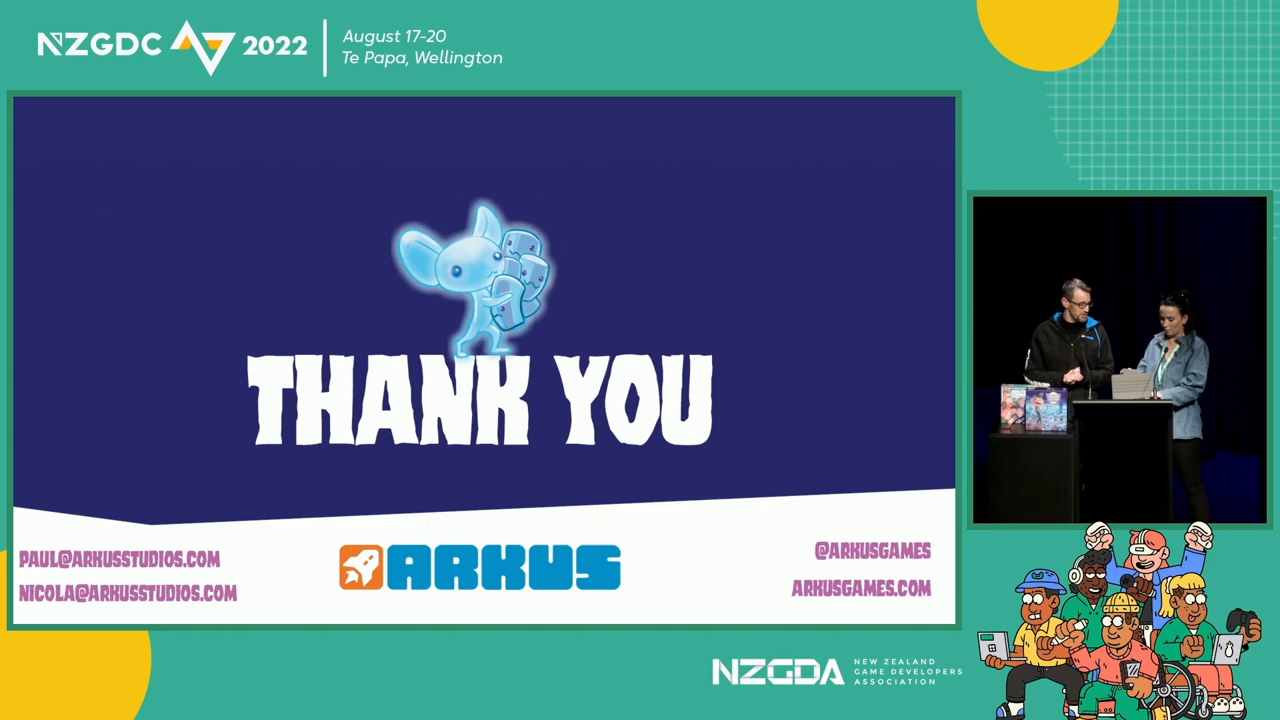 NZGDC
2022
August 17-20
Te Papa, Wellington
THANK YOU
PAUL@ARKUSSTUDIOS.COM
NICOLA@ARKUSSTUDIOS.COM
ARKUS
@ARKUSGAMES
ARKUSGAMES.COM
NZGDA
NEW ZEALAND
GAME DEVELOPERS
ASSOCIATION